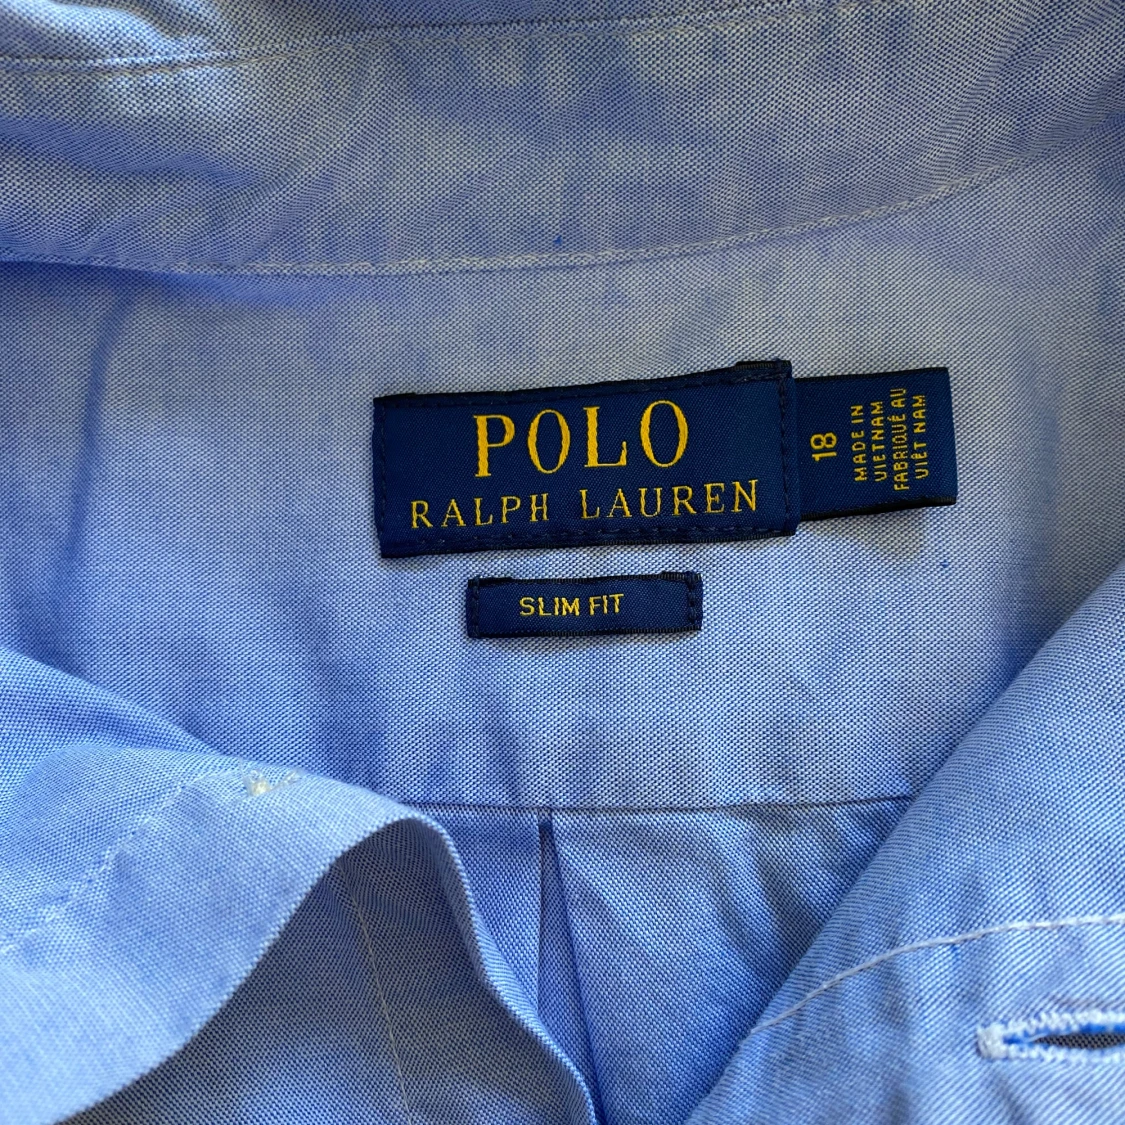 POLO
RALPH LAUREN
18
MADE IN
VIETNAM
FABRIQUÉ AU
VIÊT NAM
SLIM FIT